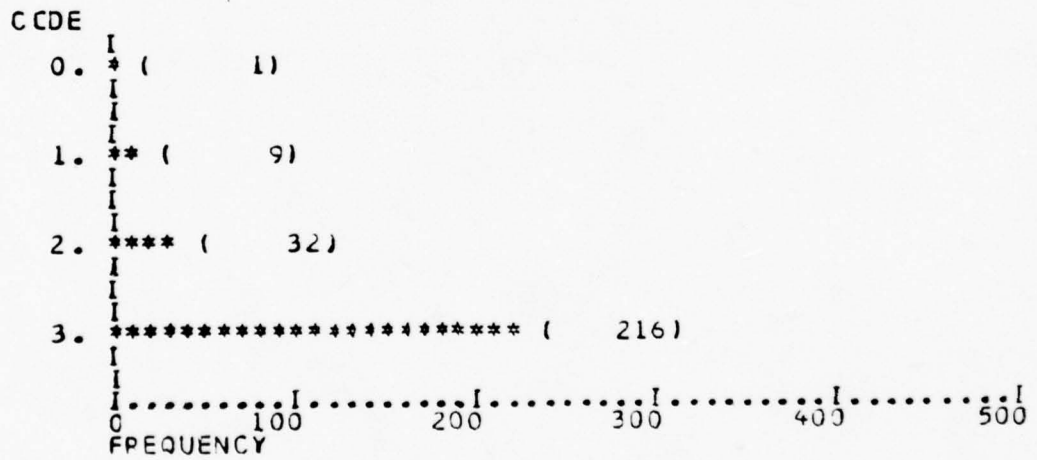 CCDE
I
0. * ( 1)
I
I
I
1. ** ( 9)
I
I
I
2. **** ( 32)
I
I
I
3. *********************** ( 216)
I
I
I.........I.........I.........I.........I.........I
0 100 200 300 400 500
FREQUENCY